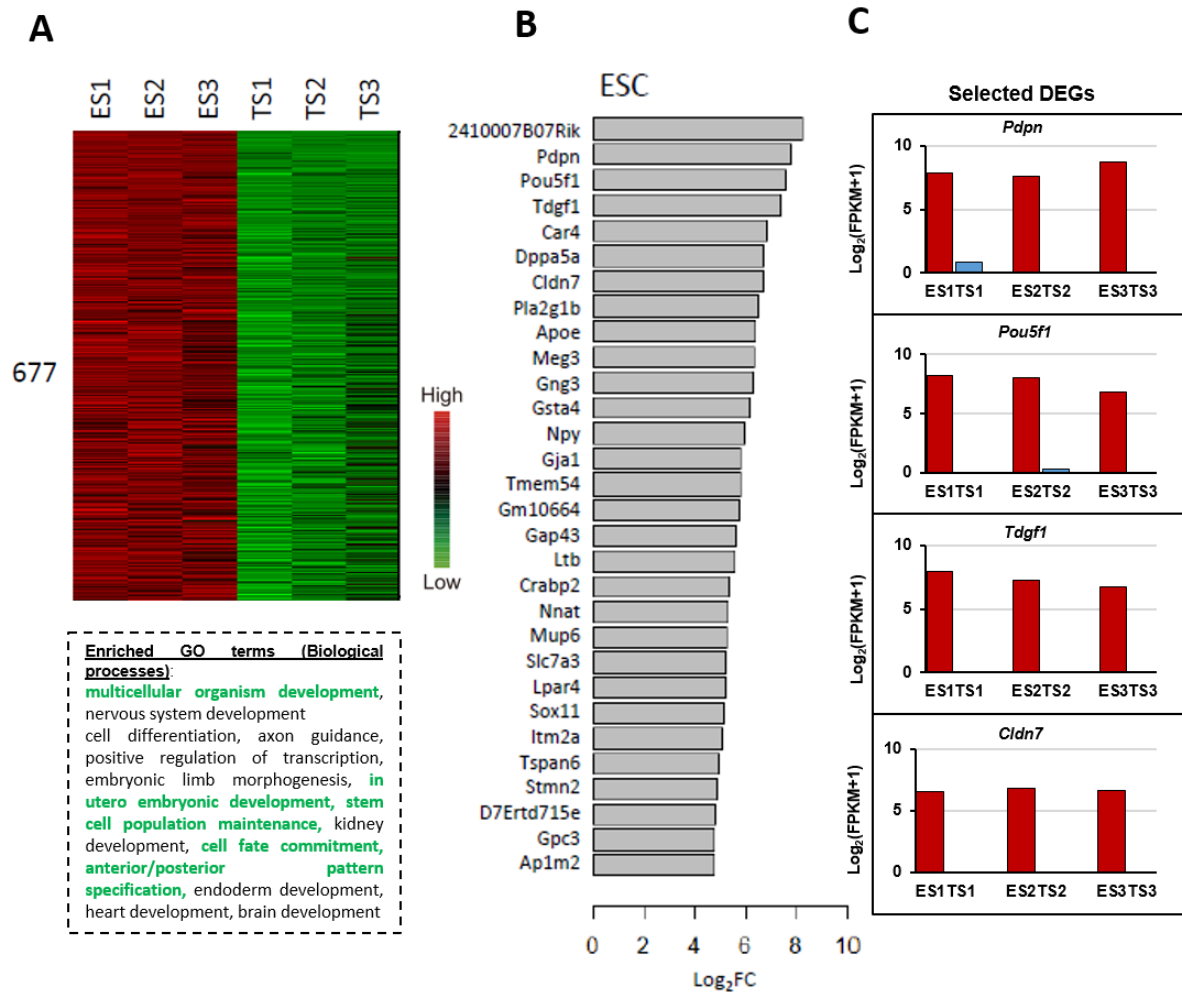 A
ES1
ES2
ES3
TS1
TS2
TS3
677
High
Low
Enriched GO terms (Biological
processes):
multicellular organism development,
nervous system development
cell differentiation, axon guidance,
positive regulation of transcription,
embryonic limb morphogenesis, in
utero embryonic development, stem
cell population maintenance, kidney
development, cell fate commitment,
anterior/posterior pattern
specification, endoderm development,
heart development, brain development
B
ESC
2410007B07Rik
Pdpn
Pou5f1
Tdgf1
Car4
Dppa5a
Cldn7
Pla2g1b
Apoe
Meg3
Gng3
Gsta4
Npy
Gja1
Tmem54
Gm10664
Gap43
Ltb
Crabp2
Nnat
Mup6
Slc7a3
Lpar4
Sox11
Itm2a
Tspan6
Stmn2
D7Ertd715e
Gpc3
Ap1m2
0 2 4 6 8 10
Log2FC
C
Selected DEGs
Pdpn
Log2(FPKM+1)
10
5
0
ES1TS1 ES2TS2 ES3TS3
Pou5f1
Log2(FPKM+1)
10
5
0
ES1TS1 ES2TS2 ES3TS3
Tdgf1
Log2(FPKM+1)
10
5
0
ES1TS1 ES2TS2 ES3TS3
Cldn7
Log2(FPKM+1)
10
5
0
ES1TS1 ES2TS2 ES3TS3